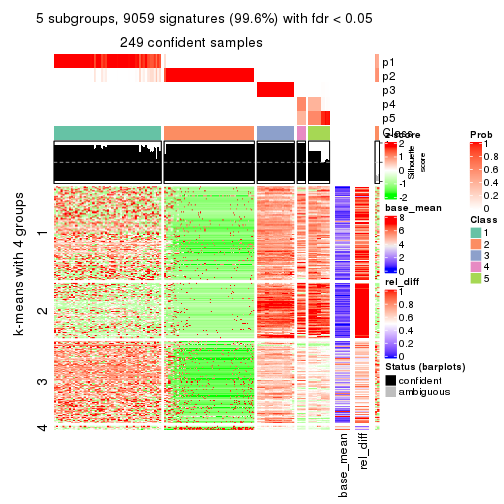 5 subgroups, 9059 signatures (99.6%) with fdr < 0.05
249 confident samples
p1
p2
p3
p4
p5
Class
Silhouette
score
k-means with 4 groups
1
2
3
4
base_mean
rel_diff
z-score
2
1
0
-1
-2
base_mean
8
6
4
2
0
rel_diff
1
0.8
0.6
0.4
0.2
0
Status (barplots)
confident
ambiguous
Prob
1
0.8
0.6
0.4
0.2
0
Class
1
2
3
4
5